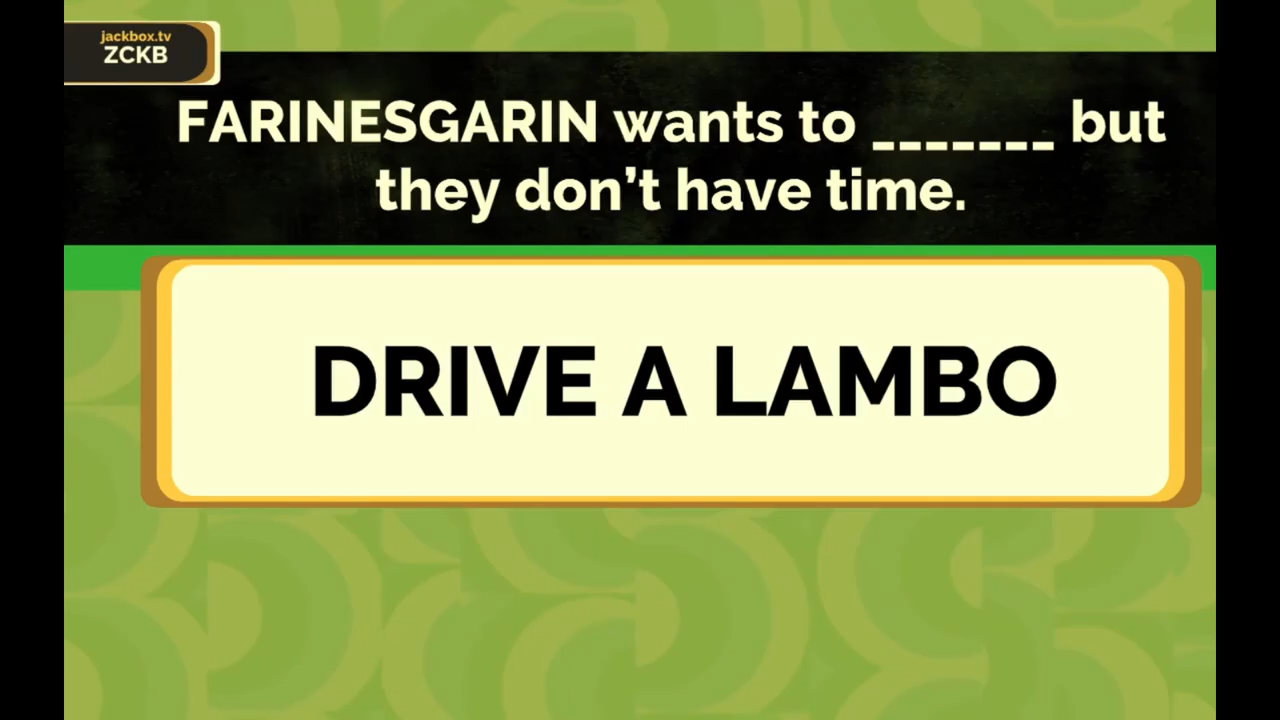 jackbox.tv
ZCKB
FARINESGARIN wants to _______ but
they don’t have time.
DRIVE A LAMBO